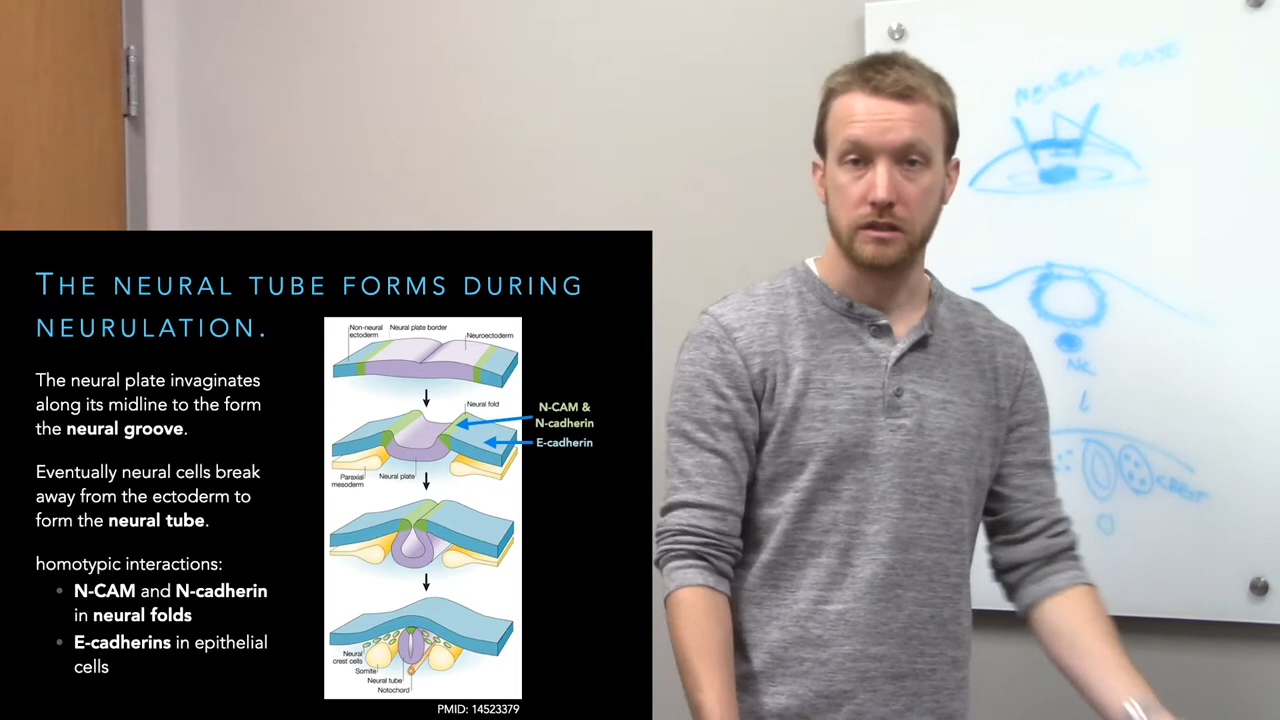 THE NEURAL TUBE FORMS DURING
NEURULATION.
The neural plate invaginates
along its midline to the form
the neural groove.
Eventually neural cells break
away from the ectoderm to
form the neural tube.
homotypic interactions:
• N-CAM and N-cadherin
in neural folds
• E-cadherins in epithelial
cells
Non-neural
ectoderm
Neural plate border
Neuroectoderm
Neural fold
N-CAM &
N-cadherin
E-cadherin
Paraxial
mesoderm
Neural plate
Neural
crest cells
Somite
Neural tube
Notochord
PMID: 14523379
NEURAL PLATE
CREST